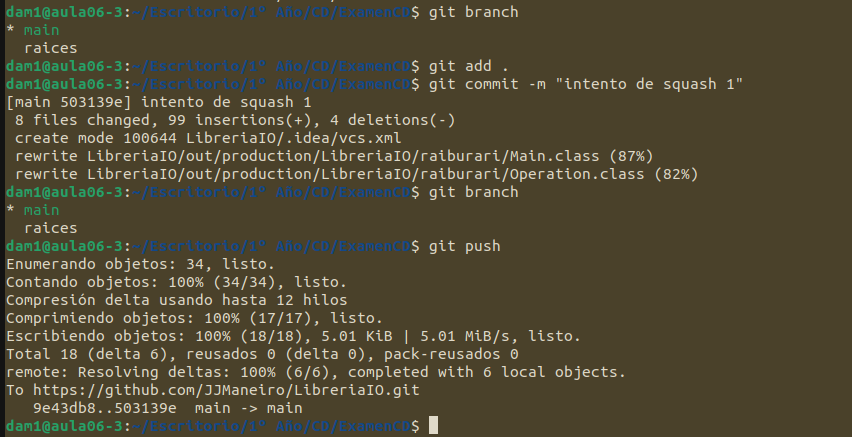 dam1@aula06-3:~/Escritorio/1º Año/CD/ExamenCD$ git branch
* main
  raices
dam1@aula06-3:~/Escritorio/1º Año/CD/ExamenCD$ git add .
dam1@aula06-3:~/Escritorio/1º Año/CD/ExamenCD$ git commit -m "intento de squash 1"
[main 503139e] intento de squash 1
 8 files changed, 99 insertions(+), 4 deletions(-)
 create mode 100644 LibreriaIO/.idea/vcs.xml
 rewrite LibreriaIO/out/production/LibreriaIO/raiburari/Main.class (87%)
 rewrite LibreriaIO/out/production/LibreriaIO/raiburari/Operation.class (82%)
dam1@aula06-3:~/Escritorio/1º Año/CD/ExamenCD$ git branch
* main
  raices
dam1@aula06-3:~/Escritorio/1º Año/CD/ExamenCD$ git push
Enumerando objetos: 34, listo.
Contando objetos: 100% (34/34), listo.
Compresión delta usando hasta 12 hilos
Comprimiendo objetos: 100% (17/17), listo.
Escribiendo objetos: 100% (18/18), 5.01 KiB | 5.01 MiB/s, listo.
Total 18 (delta 6), reusados 0 (delta 0), pack-reusados 0
remote: Resolving deltas: 100% (6/6), completed with 6 local objects.
To https://github.com/JJManeiro/LibreriaIO.git
   9e43db8..503139e  main -> main
dam1@aula06-3:~/Escritorio/1º Año/CD/ExamenCD$